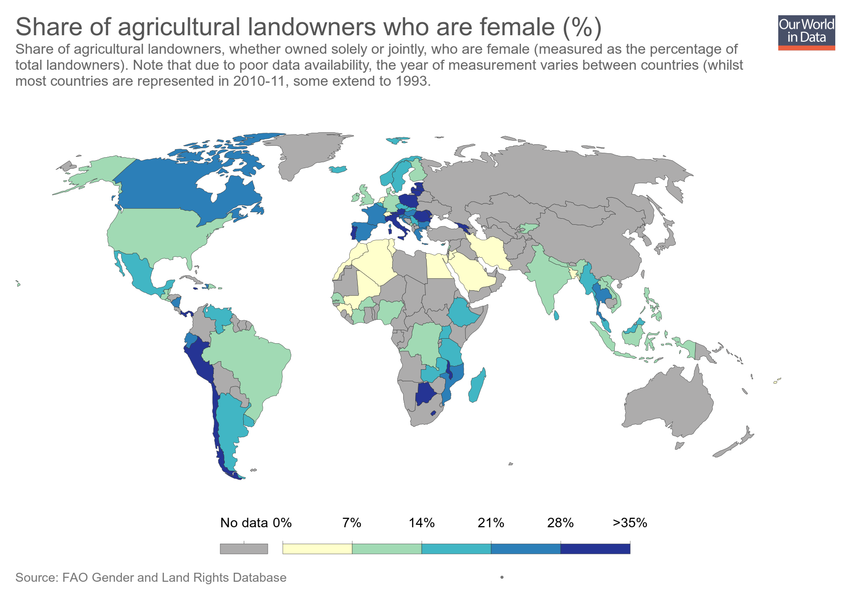 Share of agricultural landowners who are female (%)
Our World
in Data
Share of agricultural landowners, whether owned solely or jointly, who are female (measured as the percentage of
total landowners). Note that due to poor data availability, the year of measurement varies between countries (whilst
most countries are represented in 2010-11, some extend to 1993.
No data 0% 7% 14% 21% 28% >35%
Source: FAO Gender and Land Rights Database